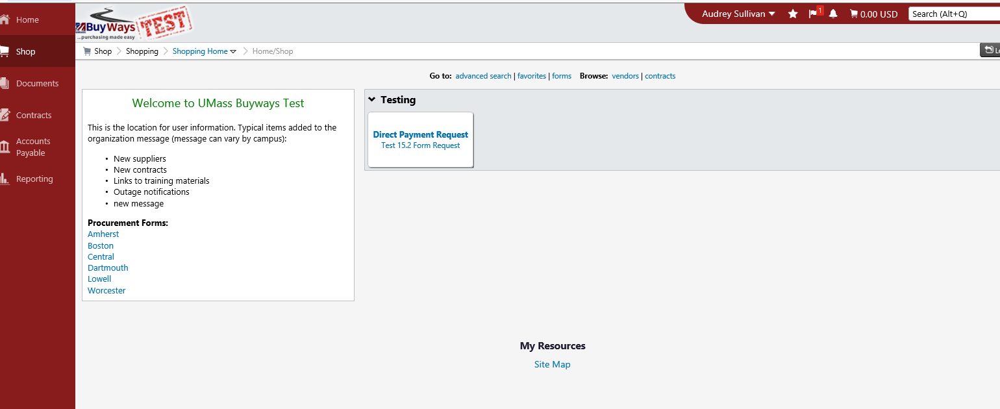 Home
Shop
Documents
Contracts
Accounts
Payable
Reporting
UMASS
BuyWays
...purchasing made easy
TEST
Audrey Sullivan
1
0.00 USD
Search (Alt+Q)
Shop Shopping Shopping Home Home/Shop
Go to: advanced search | favorites | forms Browse: vendors | contracts
Welcome to UMass Buyways Test
This is the location for user information. Typical items added to the
organization message (message can vary by campus):
• New suppliers
• New contracts
• Links to training materials
• Outage notifications
• new message
Procurement Forms:
Amherst
Boston
Central
Dartmouth
Lowell
Worcester
Testing
Direct Payment Request
Test 15.2 Form Request
My Resources
Site Map